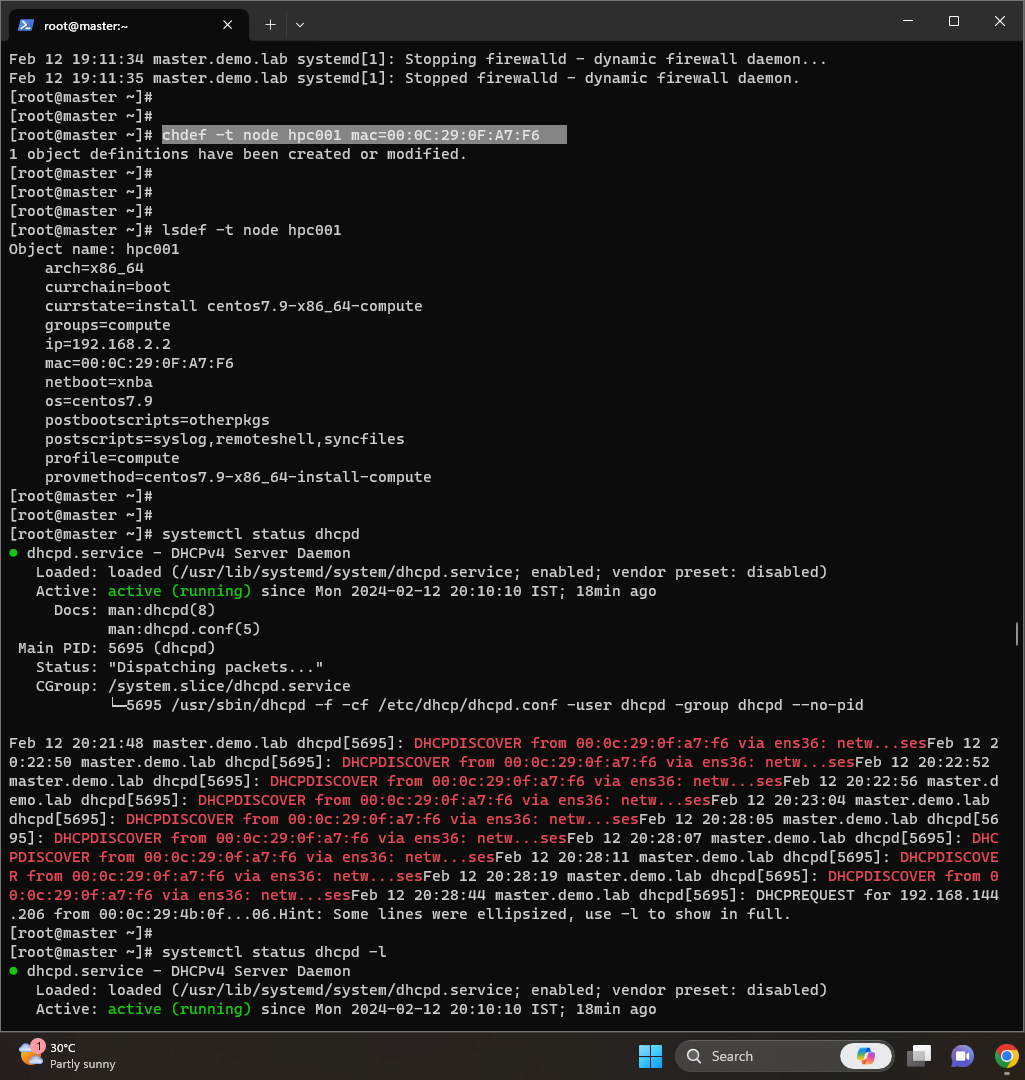 root@master:~
Feb 12 19:11:34 master.demo.lab systemd[1]: Stopping firewalld - dynamic firewall daemon...
Feb 12 19:11:35 master.demo.lab systemd[1]: Stopped firewalld - dynamic firewall daemon.
[root@master ~]#
[root@master ~]#
[root@master ~]# chdef -t node hpc001 mac=00:0C:29:0F:A7:F6
1 object definitions have been created or modified.
[root@master ~]#
[root@master ~]#
[root@master ~]#
[root@master ~]# lsdef -t node hpc001
Object name: hpc001
    arch=x86_64
    currchain=boot
    currstate=install centos7.9-x86_64-compute
    groups=compute
    ip=192.168.2.2
    mac=00:0C:29:0F:A7:F6
    netboot=xnba
    os=centos7.9
    postbootscripts=otherpkgs
    postscripts=syslog,remoteshell,syncfiles
    profile=compute
    provmethod=centos7.9-x86_64-install-compute
[root@master ~]#
[root@master ~]#
[root@master ~]# systemctl status dhcpd
● dhcpd.service - DHCPv4 Server Daemon
   Loaded: loaded (/usr/lib/systemd/system/dhcpd.service; enabled; vendor preset: disabled)
   Active: active (running) since Mon 2024-02-12 20:10:10 IST; 18min ago
     Docs: man:dhcpd(8)
           man:dhcpd.conf(5)
 Main PID: 5695 (dhcpd)
   Status: "Dispatching packets..."
   CGroup: /system.slice/dhcpd.service
           └─5695 /usr/sbin/dhcpd -f -cf /etc/dhcp/dhcpd.conf -user dhcpd -group dhcpd --no-pid
Feb 12 20:21:48 master.demo.lab dhcpd[5695]: DHCPDISCOVER from 00:0c:29:0f:a7:f6 via ens36: netw...sesFeb 12 2
0:22:50 master.demo.lab dhcpd[5695]: DHCPDISCOVER from 00:0c:29:0f:a7:f6 via ens36: netw...sesFeb 12 20:22:52
master.demo.lab dhcpd[5695]: DHCPDISCOVER from 00:0c:29:0f:a7:f6 via ens36: netw...sesFeb 12 20:22:56 master.d
emo.lab dhcpd[5695]: DHCPDISCOVER from 00:0c:29:0f:a7:f6 via ens36: netw...sesFeb 12 20:23:04 master.demo.lab
dhcpd[5695]: DHCPDISCOVER from 00:0c:29:0f:a7:f6 via ens36: netw...sesFeb 12 20:28:05 master.demo.lab dhcpd[56
95]: DHCPDISCOVER from 00:0c:29:0f:a7:f6 via ens36: netw...sesFeb 12 20:28:07 master.demo.lab dhcpd[5695]: DHC
PDISCOVER from 00:0c:29:0f:a7:f6 via ens36: netw...sesFeb 12 20:28:11 master.demo.lab dhcpd[5695]: DHCPDISCOVE
R from 00:0c:29:0f:a7:f6 via ens36: netw...sesFeb 12 20:28:19 master.demo.lab dhcpd[5695]: DHCPDISCOVER from 0
0:0c:29:0f:a7:f6 via ens36: netw...sesFeb 12 20:28:44 master.demo.lab dhcpd[5695]: DHCPREQUEST for 192.168.144
.206 from 00:0c:29:4b:0f...06.Hint: Some lines were ellipsized, use -l to show in full.
[root@master ~]#
[root@master ~]# systemctl status dhcpd -l
● dhcpd.service - DHCPv4 Server Daemon
   Loaded: loaded (/usr/lib/systemd/system/dhcpd.service; enabled; vendor preset: disabled)
   Active: active (running) since Mon 2024-02-12 20:10:10 IST; 18min ago
1
30°C
Partly sunny
Search